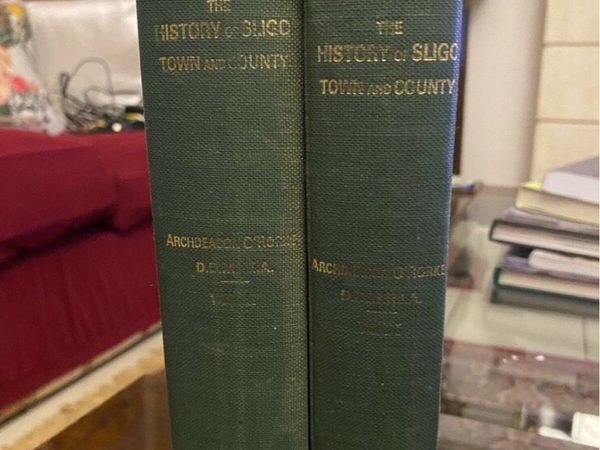 THE
HISTORY OF SLIGO
TOWN AND COUNTY
ARCHDEACON O'RORKE
THE
HISTORY OF SLIGO
TOWN AND COUNTY
ARCHDEACON O'RORKE